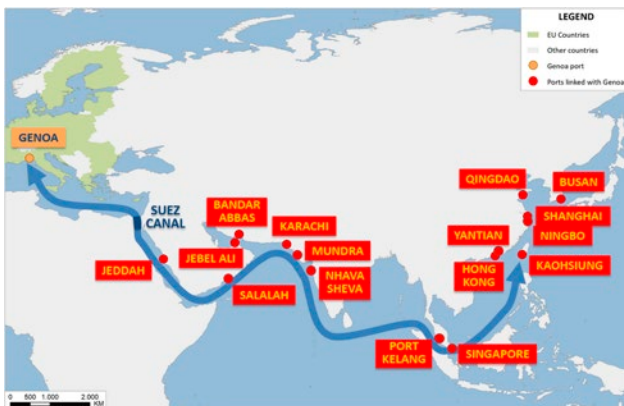 LEGEND
EU Countries
Other countries
Genoa port
Ports linked with Genoa
GENOA
SUEZ
CANAL
BANDAR
ABBAS
KARACHI
JEBEL ALI
MUNDRA
JEDDAH
NHAVA
SHEVA
SALALAH
QINGDAO
BUSAN
SHANGHAI
YANTIAN
NINGBO
HONG
KONG
KAOHSIUNG
PORT
KELANG
SINGAPORE
0 500 1.000 2.000
KM